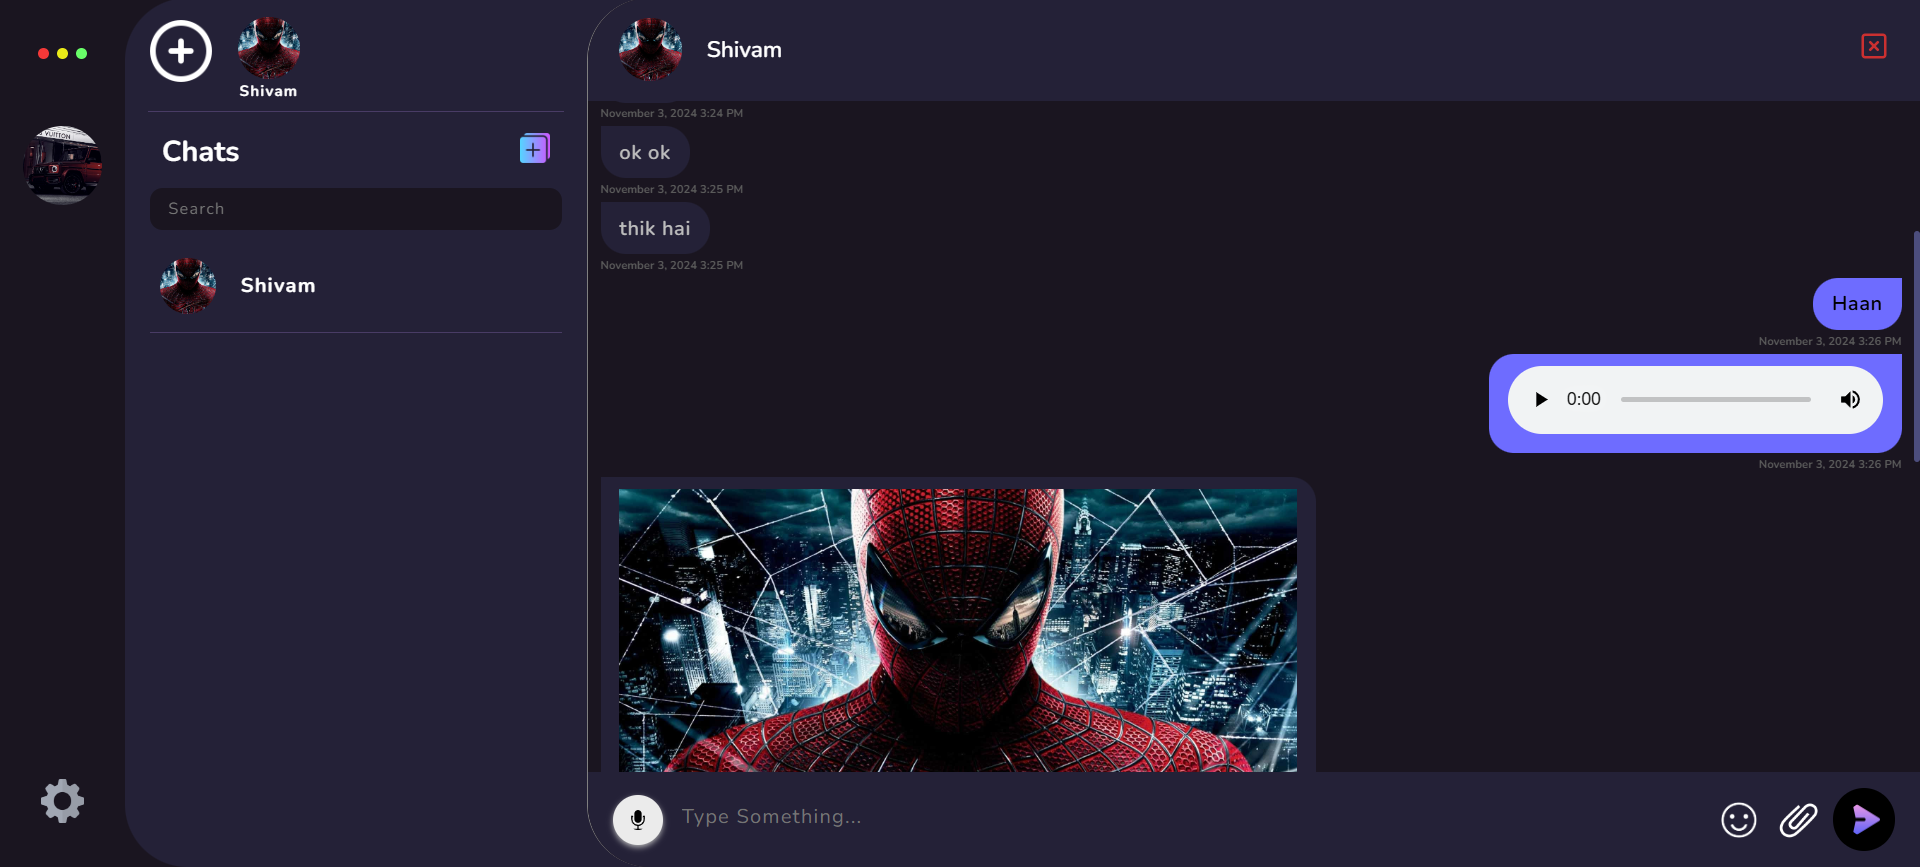 VUITTON
Shivam
Chats
Search
Shivam
Shivam
November 3, 2024 3:24 PM
ok ok
November 3, 2024 3:25 PM
thik hai
November 3, 2024 3:25 PM
Haan
November 3, 2024 3:26 PM
0:00
November 3, 2024 3:26 PM
Type Something...